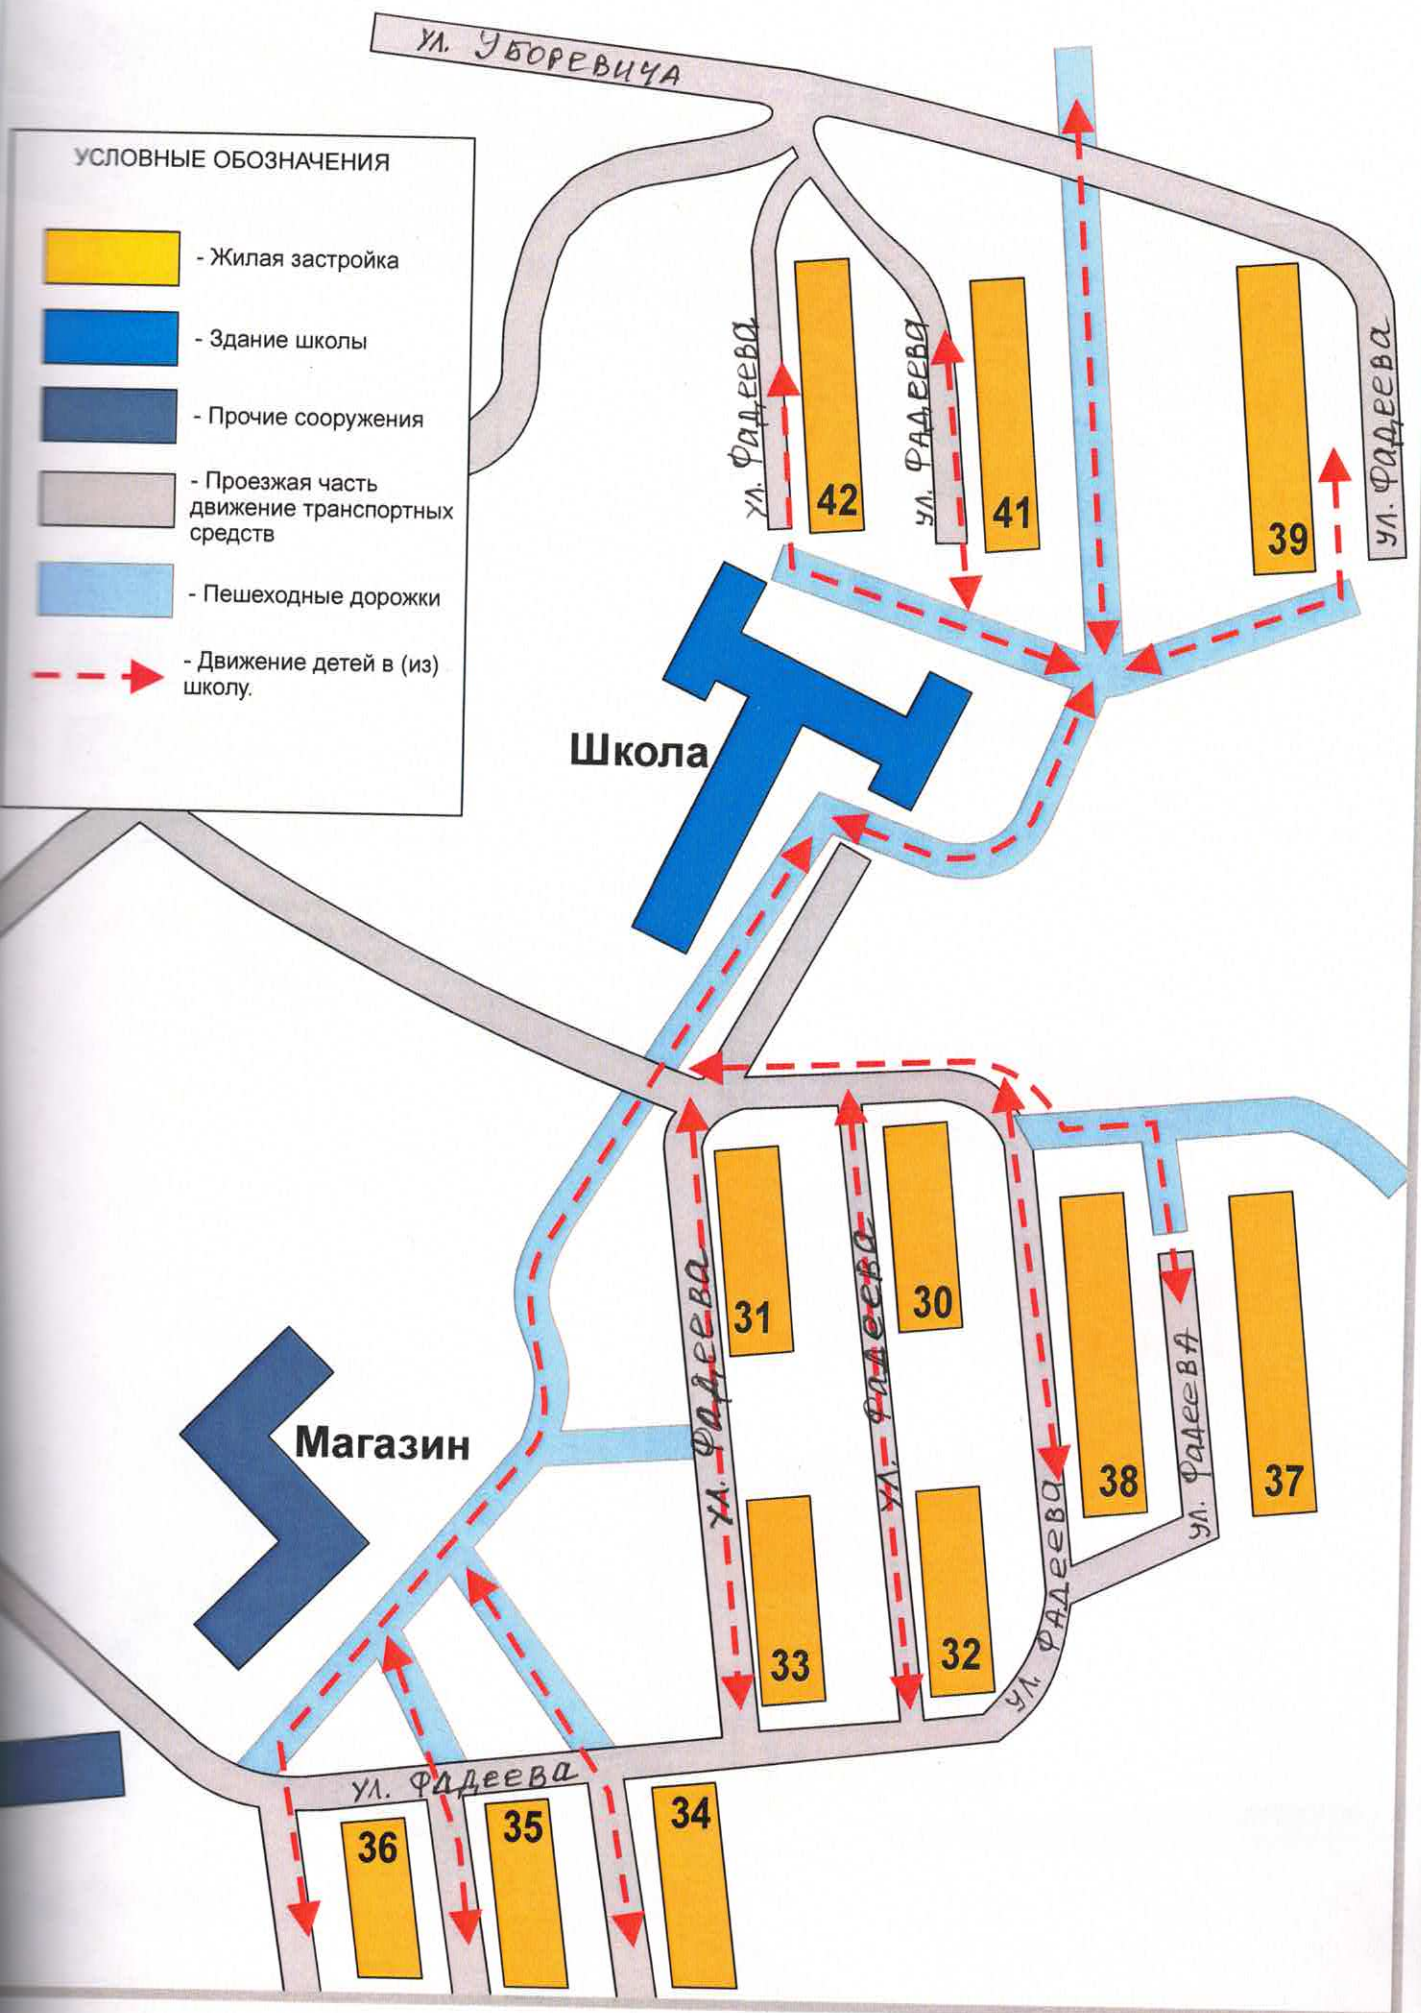 ул. УБОРЕВИЧА
УСЛОВНЫЕ ОБОЗНАЧЕНИЯ
- Жилая застройка
- Здание школы
- Прочие сооружения
- Проезжая часть
движение транспортных
средств
- Пешеходные дорожки
- Движение детей в (из)
школу.
ул. Фадеева
ул. ФАДЕЕВА
ул. Фадеева
42
41
39
Школа
31
30
ул. Фадеева
ул. Фадеева
ул. ФАдеевА
Магазин
38
37
33
32
ул. ФАДЕЕВА
ул. ФАДЕЕВА
36
35
34